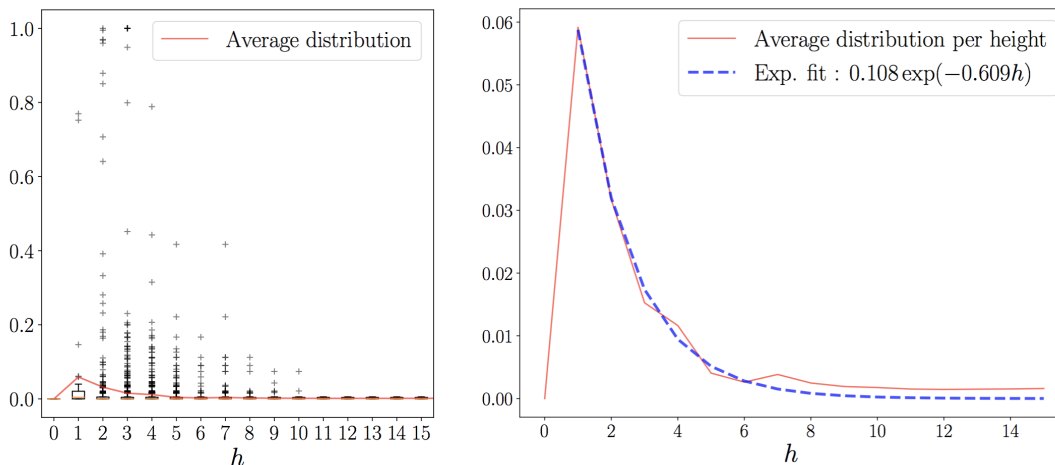 1.0
0.8
0.6
0.4
0.2
0.0
Average distribution
0 1 2 3 4 5 6 7 8 9 10 11 12 13 14 15
h
0.06
0.05
0.04
0.03
0.02
0.01
0.00
Average distribution per height
Exp. fit : 0.108 exp(−0.609h)
0 2 4 6 8 10 12 14
h